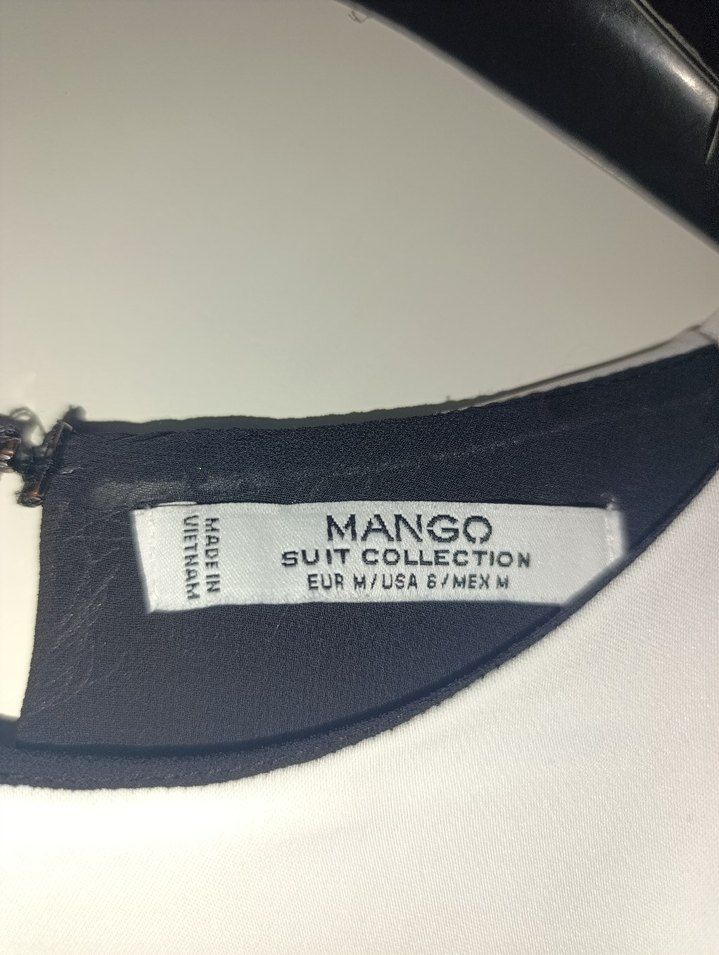 MANGO
SUIT COLLECTION
EUR M/USA 6/MEX M
MADE IN
VIETNAM